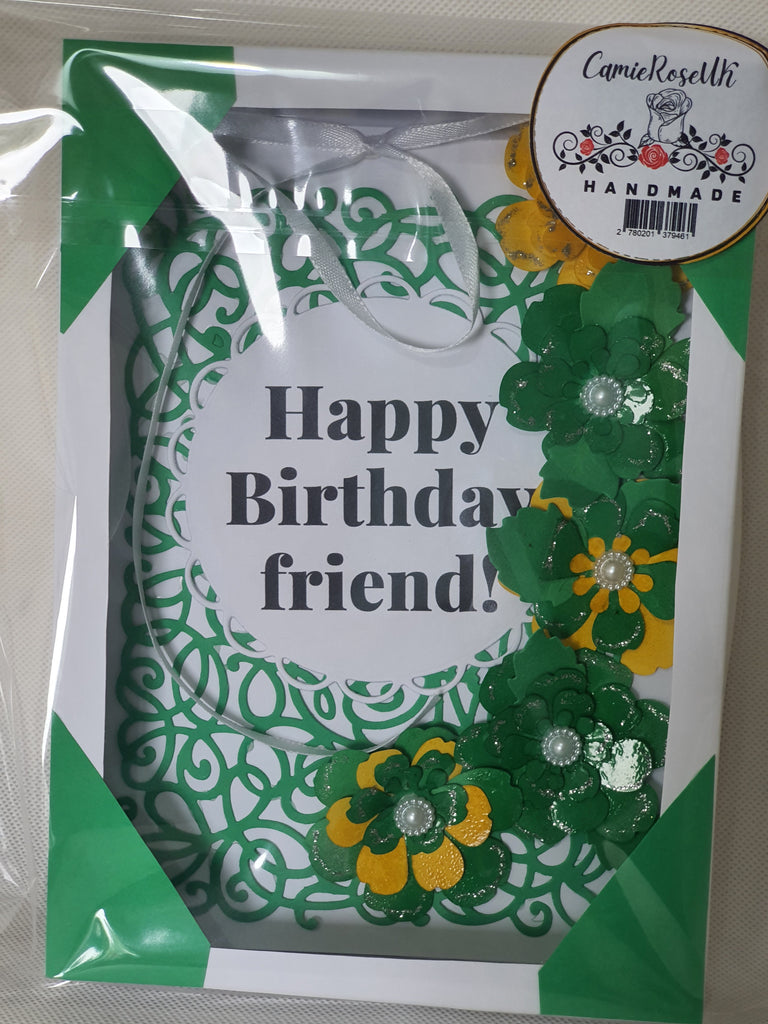 CamieRoseUK
HANDMADE
2 780201 379461
Happy
Birthday
friend!